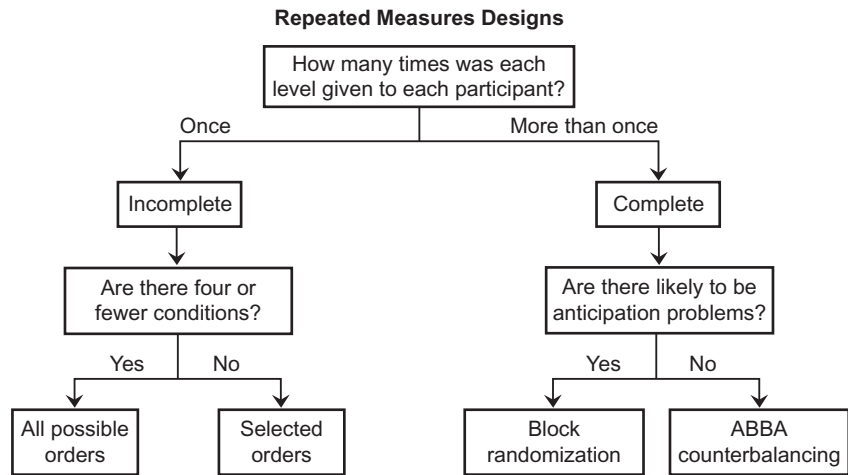 Repeated Measures Designs
How many times was each
level given to each participant?
Once
More than once
Incomplete
Complete
Are there four or
fewer conditions?
Are there likely to be
anticipation problems?
Yes
No
Yes
No
All possible
orders
Selected
orders
Block
randomization
ABBA
counterbalancing